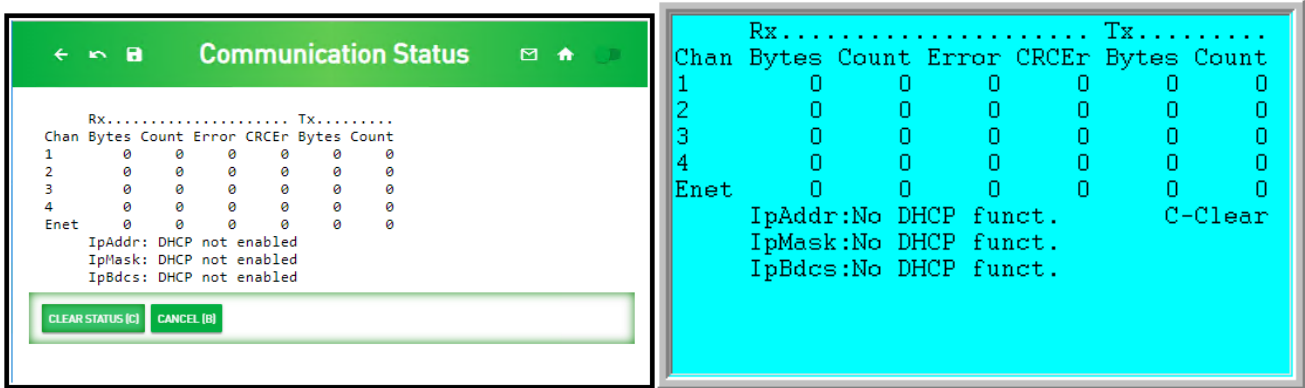 Communication Status
Rx..................... Tx.........
Chan Bytes Count Error CRCEr Bytes Count
1 0 0 0 0 0 0
2 0 0 0 0 0 0
3 0 0 0 0 0 0
4 0 0 0 0 0 0
Enet 0 0 0 0 0 0
IpAddr: DHCP not enabled
IpMask: DHCP not enabled
IpBdcs: DHCP not enabled
CLEAR STATUS (C) CANCEL (B)
Rx..................... Tx.........
Chan Bytes Count Error CRCEr Bytes Count
1 0 0 0 0 0 0
2 0 0 0 0 0 0
3 0 0 0 0 0 0
4 0 0 0 0 0 0
Enet 0 0 0 0 0 0
IpAddr:No DHCP funct. C-Clear
IpMask:No DHCP funct.
IpBdcs:No DHCP funct.